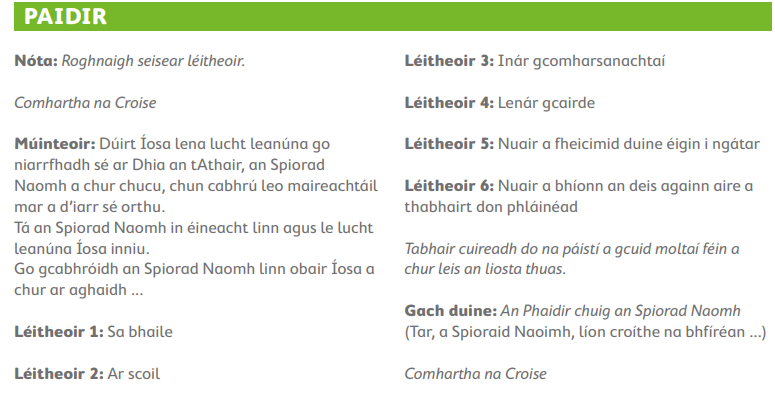 PAIDIR
Nóta: Roghnaigh seisear léitheoir.
Comhartha na Croise
Múinteoir: Dúirt Íosa lena lucht leanúna go
niarrfhadh sé ar Dhia an tAthair, an Spiorad
Naomh a chur chucu, chun cabhrú leo maireachtáil
mar a d’iarr sé orthu.
Tá an Spiorad Naomh in éineacht linn agus le lucht
leanúna Íosa inniu.
Go gcabhróidh an Spiorad Naomh linn obair Íosa a
chur ar aghaidh ...
Léitheoir 1: Sa bhaile
Léitheoir 2: Ar scoil
Léitheoir 3: Inár gcomharsanachtaí
Léitheoir 4: Lenár gcairde
Léitheoir 5: Nuair a fheicimid duine éigin i ngátar
Léitheoir 6: Nuair a bhíonn an deis againn aire a
thabhairt don phláinéad
Tabhair cuireadh do na páistí a gcuid moltaí féin a
chur leis an liosta thuas.
Gach duine: An Phaidir chuig an Spiorad Naomh
(Tar, a Spioraid Naoimh, líon croíthe na bhfíréan ...)
Comhartha na Croise